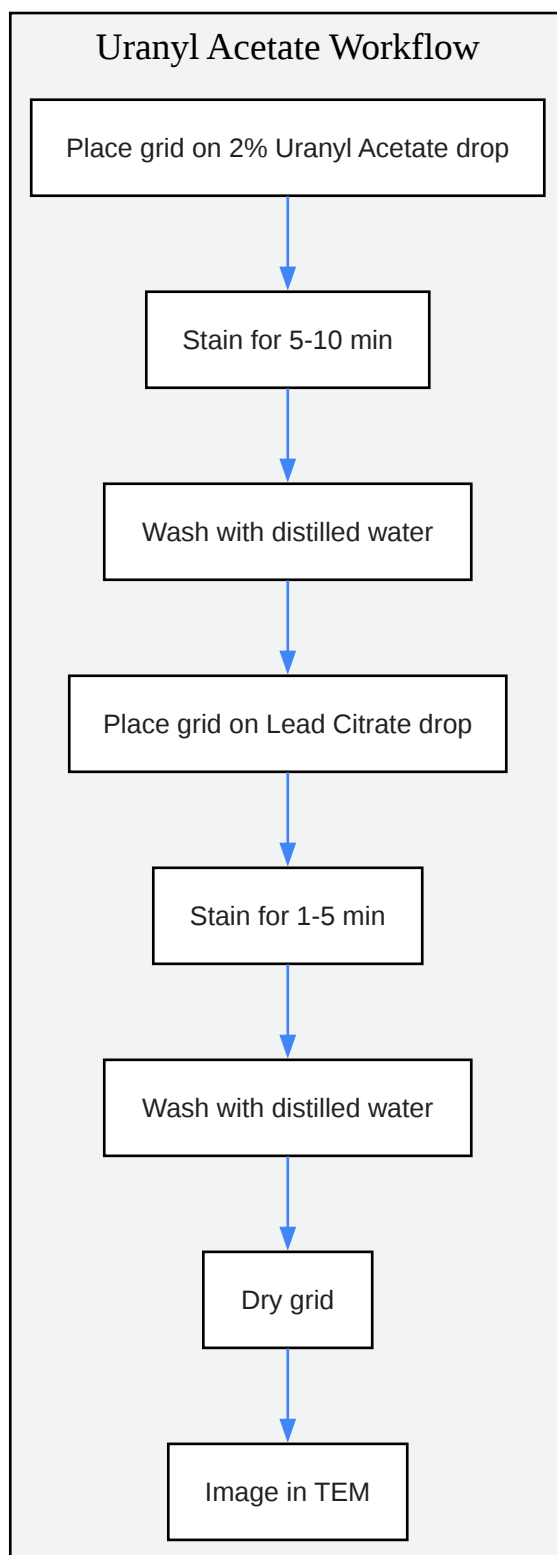 Uranyl Acetate Workflow
Place grid on 2% Uranyl Acetate drop
Stain for 5-10 min
Wash with distilled water
Place grid on Lead Citrate drop
Stain for 1-5 min
Wash with distilled water
Dry grid
Image in TEM